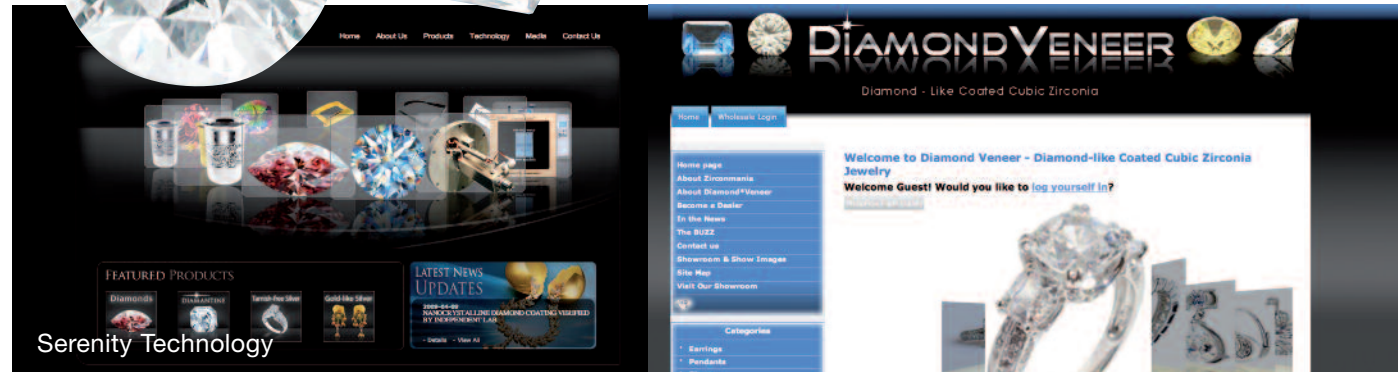 Home About Us Products Technology Media Contact Us
FEATURED PRODUCTS
Diamonds
DIAMANTINE
Tarnish-free Silver
Gold-like Silver
LATEST NEWS
UPDATES
2009-04-09
NANOCRYSTALLINE DIAMOND COATING VERIFIED
BY INDEPENDENT LAB
- Details - View All
Serenity Technology
DIAMONDVENEER
Diamond - Like Coated Cubic Zirconia
Home Wholesale Login
Home page
About Zirconmania
About Diamond*Veneer
Become a Dealer
In the News
The BUZZ
Contact us
Showroom & Show Images
Site Map
Visit Our Showroom
Categories
Earrings
Pendants
Welcome to Diamond Veneer - Diamond-like Coated Cubic Zirconia
Jewelry
Welcome Guest! Would you like to log yourself in?